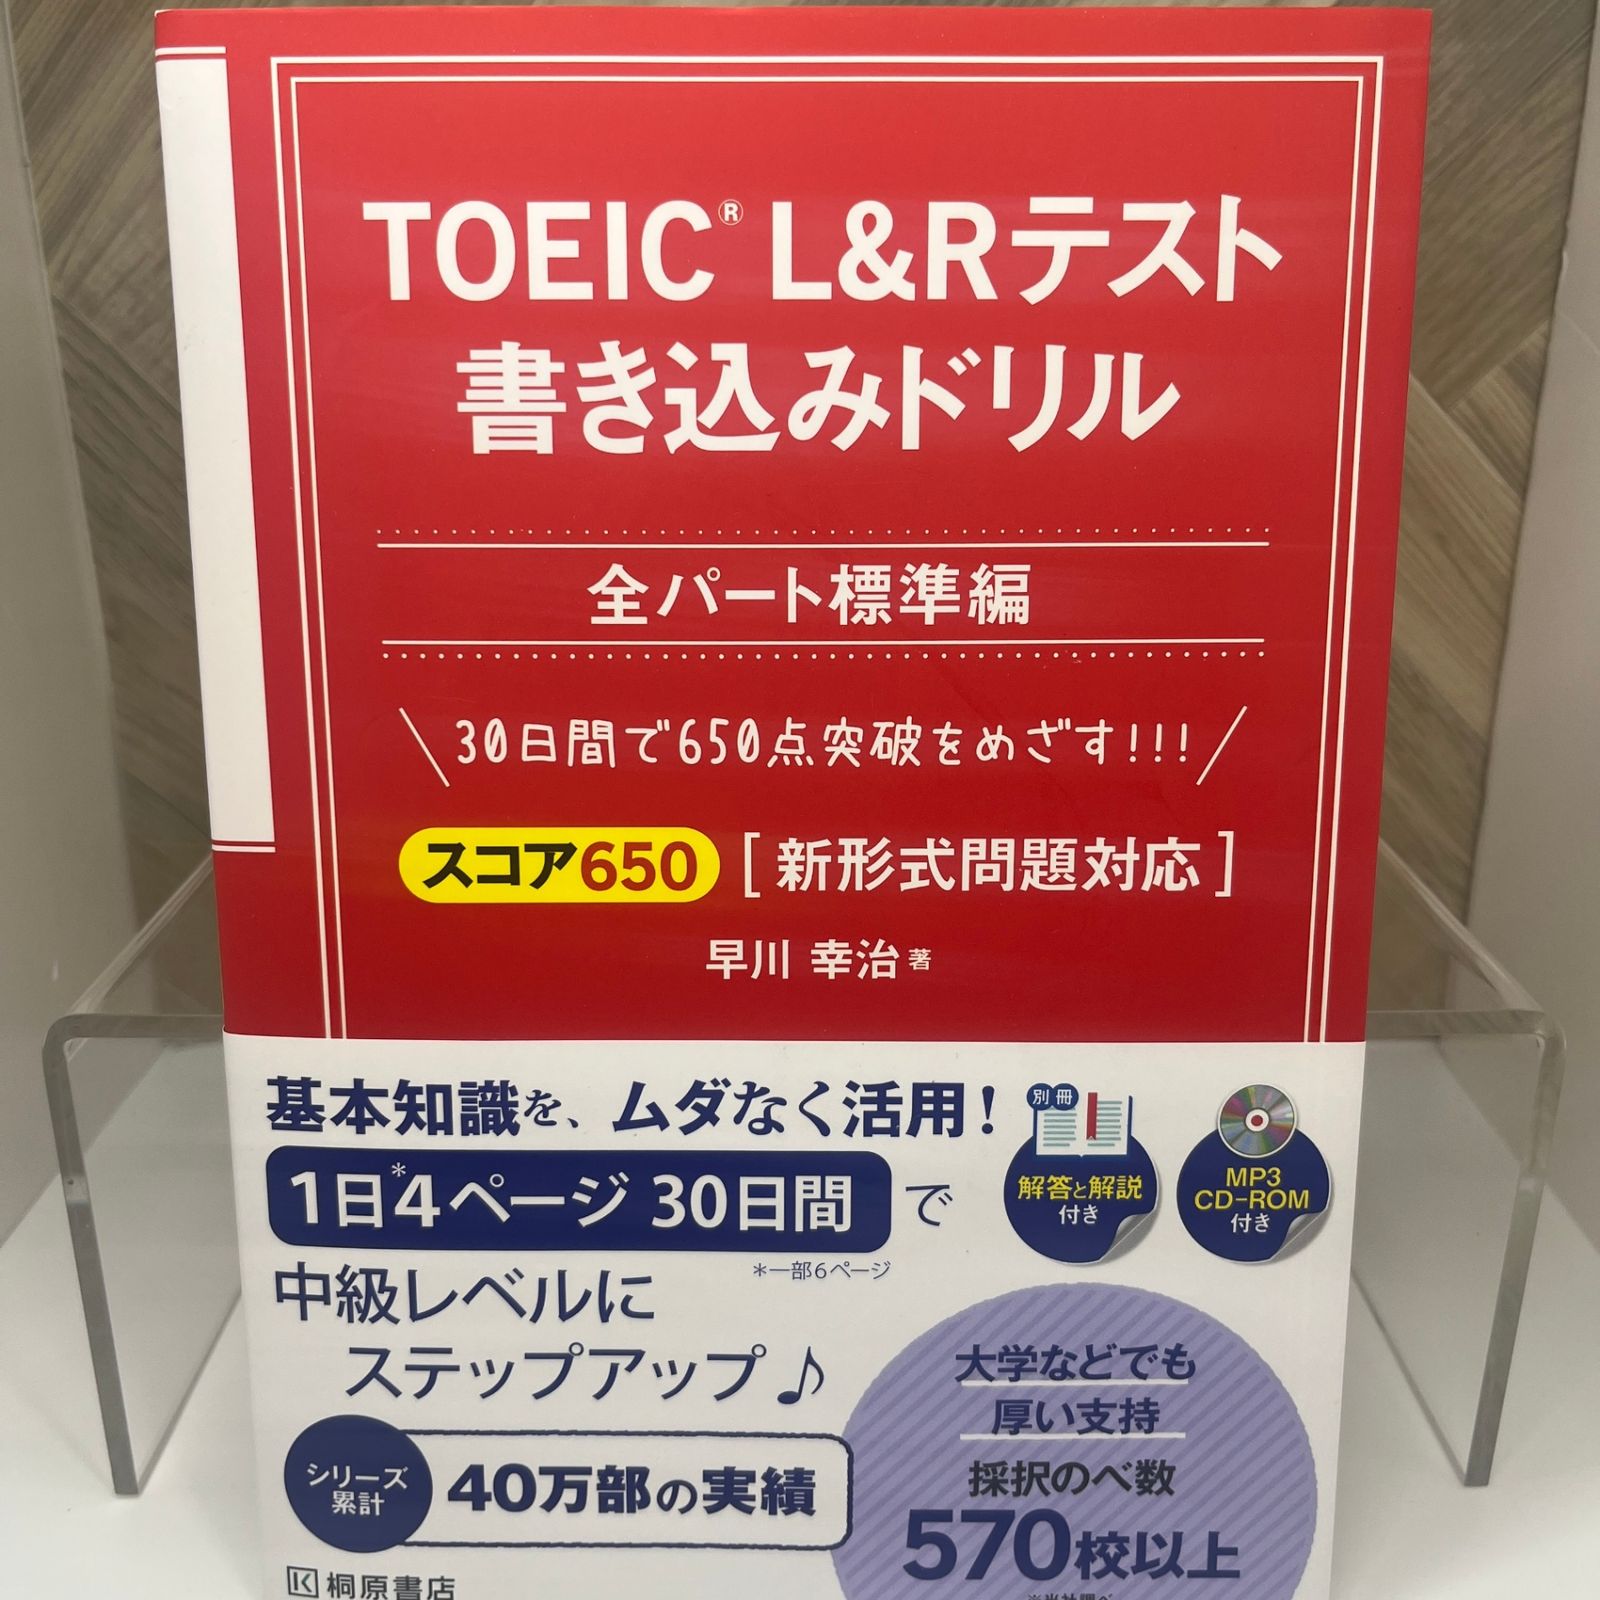 TOEIC® L&Rテスト
書き込みドリル
全パート標準編
30日間で650点突破をめざす!!!
スコア650 [新形式問題対応]
早川 幸治 著
基本知識を、ムダなく活用!
1日*4ページ 30日間で
*一部6ページ
中級レベルに
ステップアップ♪
別冊
解答と解説
付き
MP3
CD-ROM
付き
シリーズ
累計
40万部の実績
大学などでも
厚い支持
採択のべ数
570校以上
※当社調べ
桐原書店